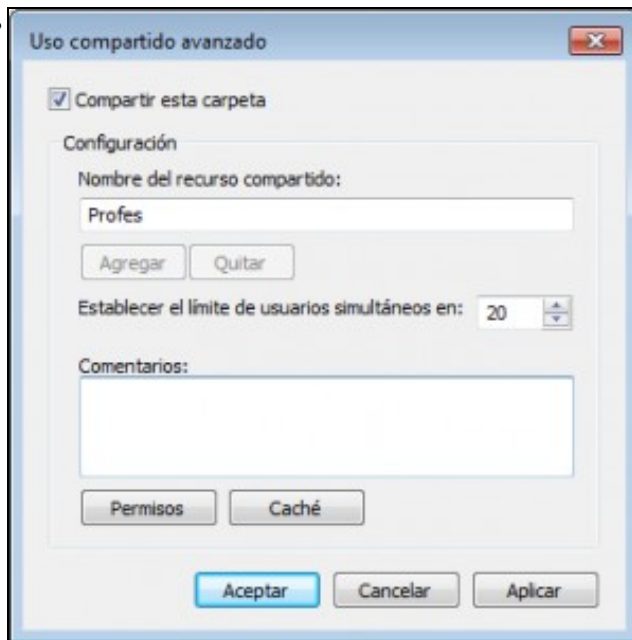 Uso compartido avanzado
Compartir esta carpeta
Configuración
Nombre del recurso compartido:
Profes
Agregar Quitar
Establecer el límite de usuarios simultáneos en: 20
Comentarios:
Permisos Caché
Aceptar Cancelar Aplicar